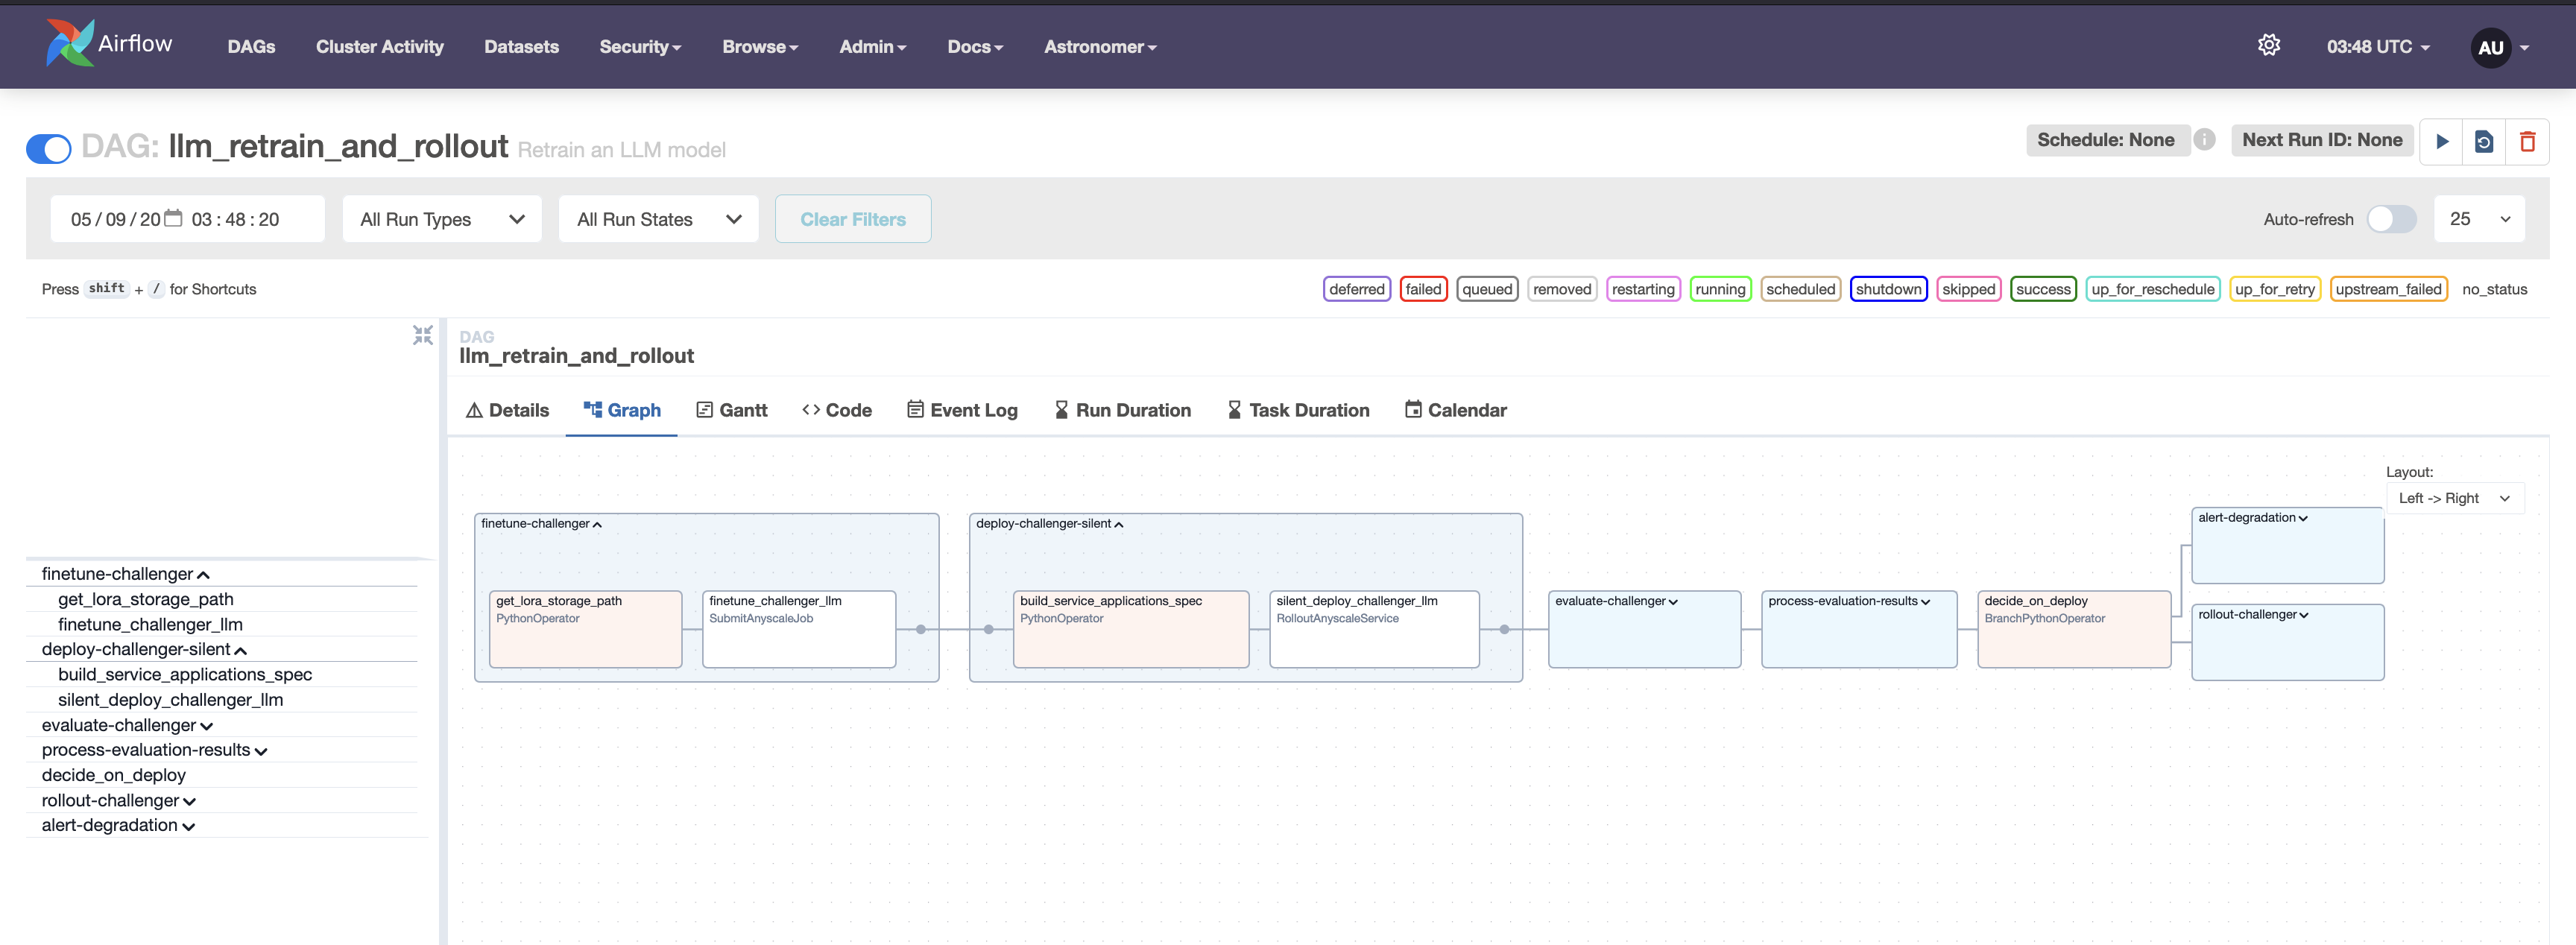 Airflow DAGs Cluster Activity Datasets Security Browse Admin Docs Astronomer 03:48 UTC AU
DAG: llm_retrain_and_rollout Retrain an LLM model Schedule: None i Next Run ID: None
05 / 09 / 20 03 : 48 : 20 All Run Types All Run States Clear Filters Auto-refresh 25
Press shift + / for Shortcuts deferred failed queued removed restarting running scheduled shutdown skipped success up_for_reschedule up_for_retry upstream_failed no_status
finetune-challenger
get_lora_storage_path
finetune_challenger_llm
deploy-challenger-silent
build_service_applications_spec
silent_deploy_challenger_llm
evaluate-challenger
process-evaluation-results
decide_on_deploy
rollout-challenger
alert-degradation
DAG
llm_retrain_and_rollout
Details Graph Gantt Code Event Log Run Duration Task Duration Calendar
Layout:
Left -> Right
finetune-challenger
get_lora_storage_path
PythonOperator
finetune_challenger_llm
SubmitAnyscaleJob
deploy-challenger-silent
build_service_applications_spec
PythonOperator
silent_deploy_challenger_llm
RolloutAnyscaleService
evaluate-challenger
process-evaluation-results
decide_on_deploy
BranchPythonOperator
alert-degradation
rollout-challenger